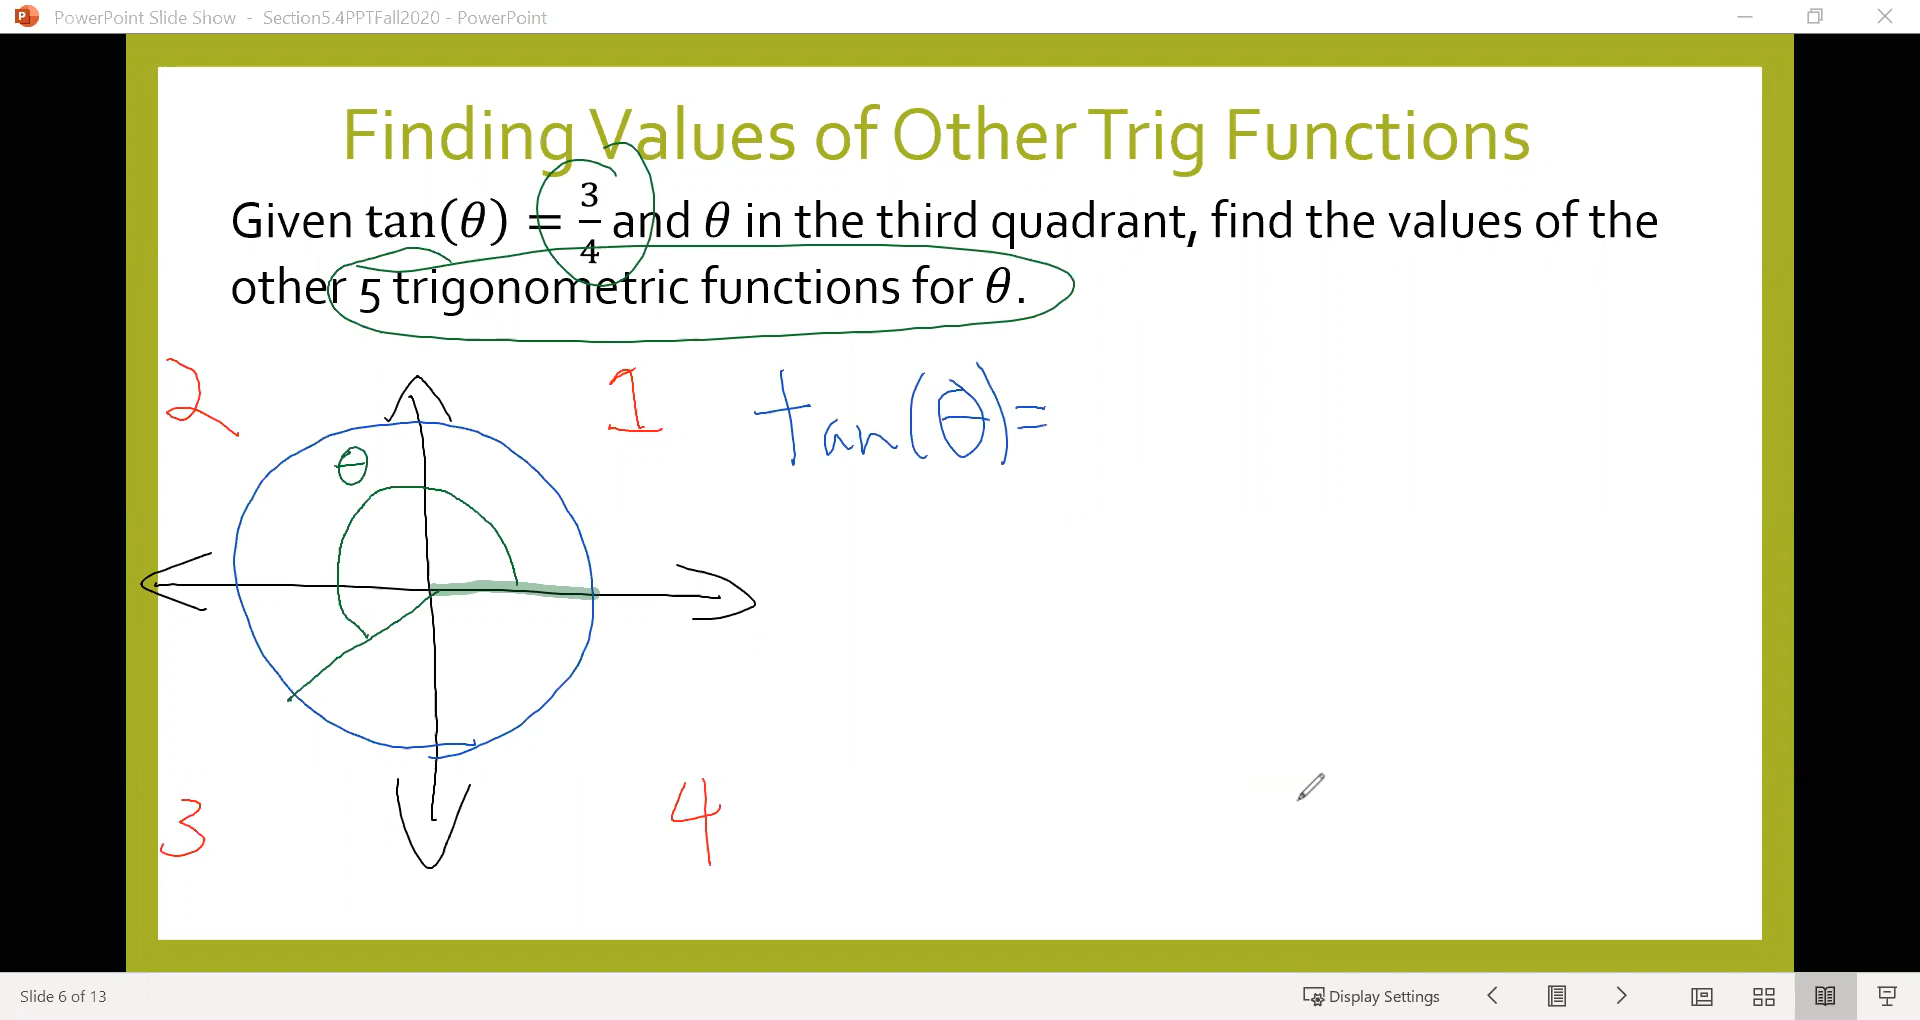 PowerPoint Slide Show - Section5.4PPTFall2020 - PowerPoint
Finding Values of Other Trig Functions
Given tan(θ) = 3/4 and θ in the third quadrant, find the values of the
other 5 trigonometric functions for θ.
2
1
tan(θ)=
θ
3
4
Slide 6 of 13
Display Settings